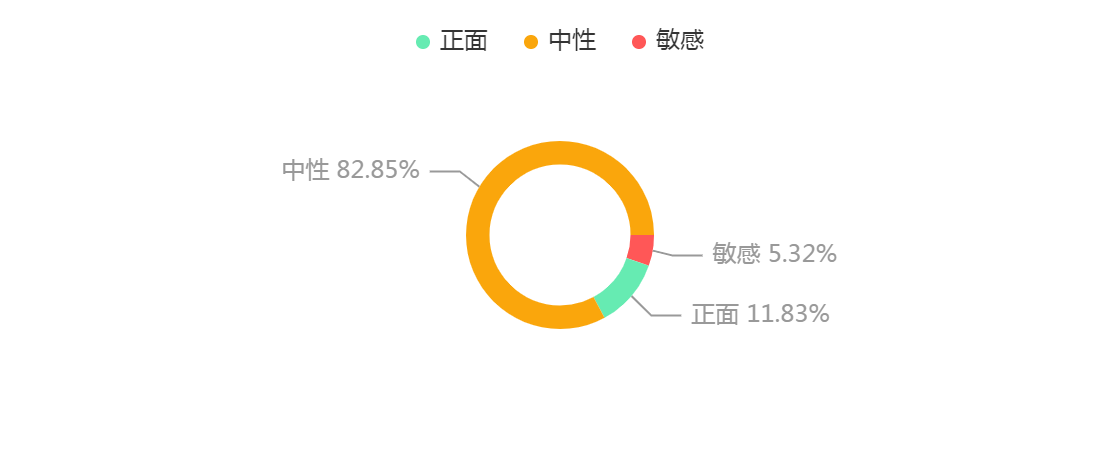 正面 中性 敏感
中性 82.85%
敏感 5.32%
正面 11.83%